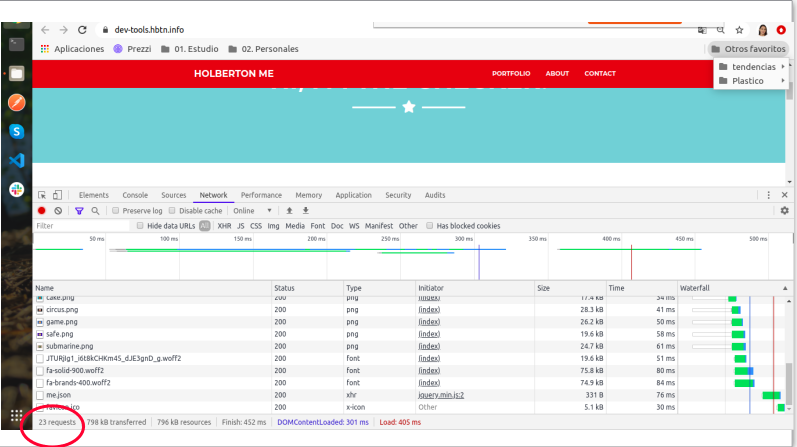 dev-tools.hbtn.info
Aplicaciones Prezzi 01. Estudio 02. Personales Otros favoritos
tendencias
Plastico
HOLBERTON ME PORTFOLIO ABOUT CONTACT
Elements Console Sources Network Performance Memory Application Security Audits
Preserve log Disable cache Online
Filter Hide data URLs All XHR JS CSS Img Media Font Doc WS Manifest Other Has blocked cookies
50 ms 100 ms 150 ms 200 ms 250 ms 300 ms 350 ms 400 ms 450 ms 500 ms
Name Status Type Initiator Size Time Waterfall
cake.png 200 png (index) 17.4 kB 54 ms
circus.png 200 png (index) 28.3 kB 41 ms
game.png 200 png (index) 26.2 kB 50 ms
safe.png 200 png (index) 19.6 kB 58 ms
submarine.png 200 png (index) 24.7 kB 61 ms
JTURjIg1_i6t8kCHKm45_dJE3gnD_g.woff2 200 font (index) 19.6 kB 51 ms
fa-solid-900.woff2 200 font (index) 75.8 kB 80 ms
fa-brands-400.woff2 200 font (index) 74.9 kB 84 ms
me.json 200 xhr jquery.min.js:2 331 B 76 ms
favicon.ico 200 x-icon Other 5.1 kB 30 ms
23 requests 798 kB transferred 796 kB resources Finish: 452 ms DOMContentLoaded: 301 ms Load: 405 ms